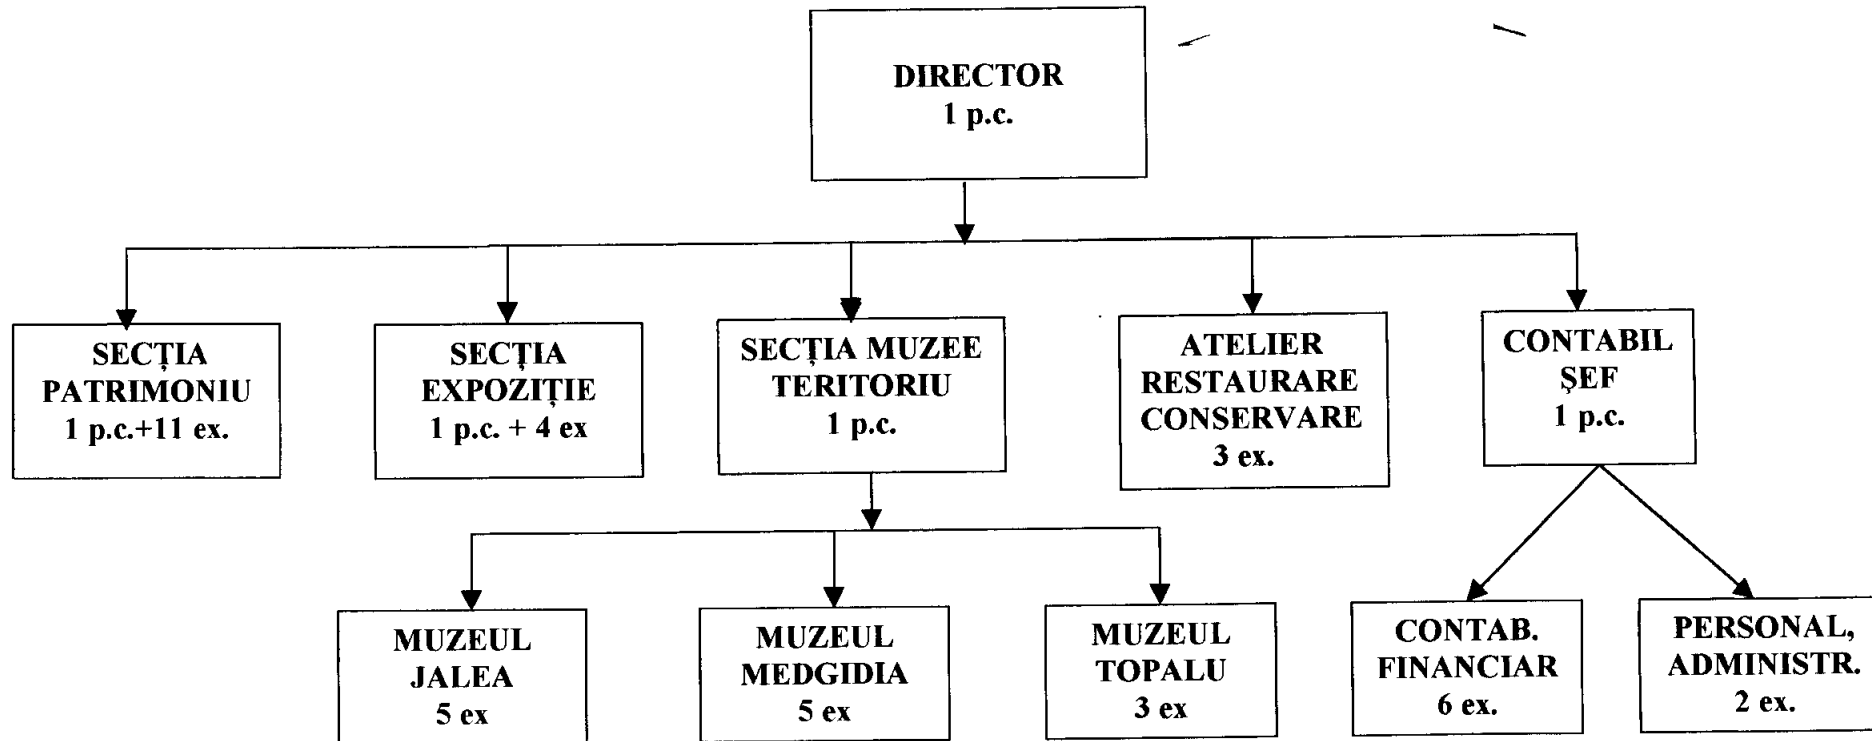 DIRECTOR
1 p.c.
SECȚIA
PATRIMONIU
1 p.c.+11 ex.
SECȚIA
EXPOZIȚIE
1 p.c. + 4 ex
SECȚIA MUZEE
TERITORIU
1 p.c.
ATELIER
RESTAURARE
CONSERVARE
3 ex.
CONTABIL
ȘEF
1 p.c.
MUZEUL
JALEA
5 ex
MUZEUL
MEDGIDIA
5 ex
MUZEUL
TOPALU
3 ex
CONTAB.
FINANCIAR
6 ex.
PERSONAL,
ADMINISTR.
2 ex.